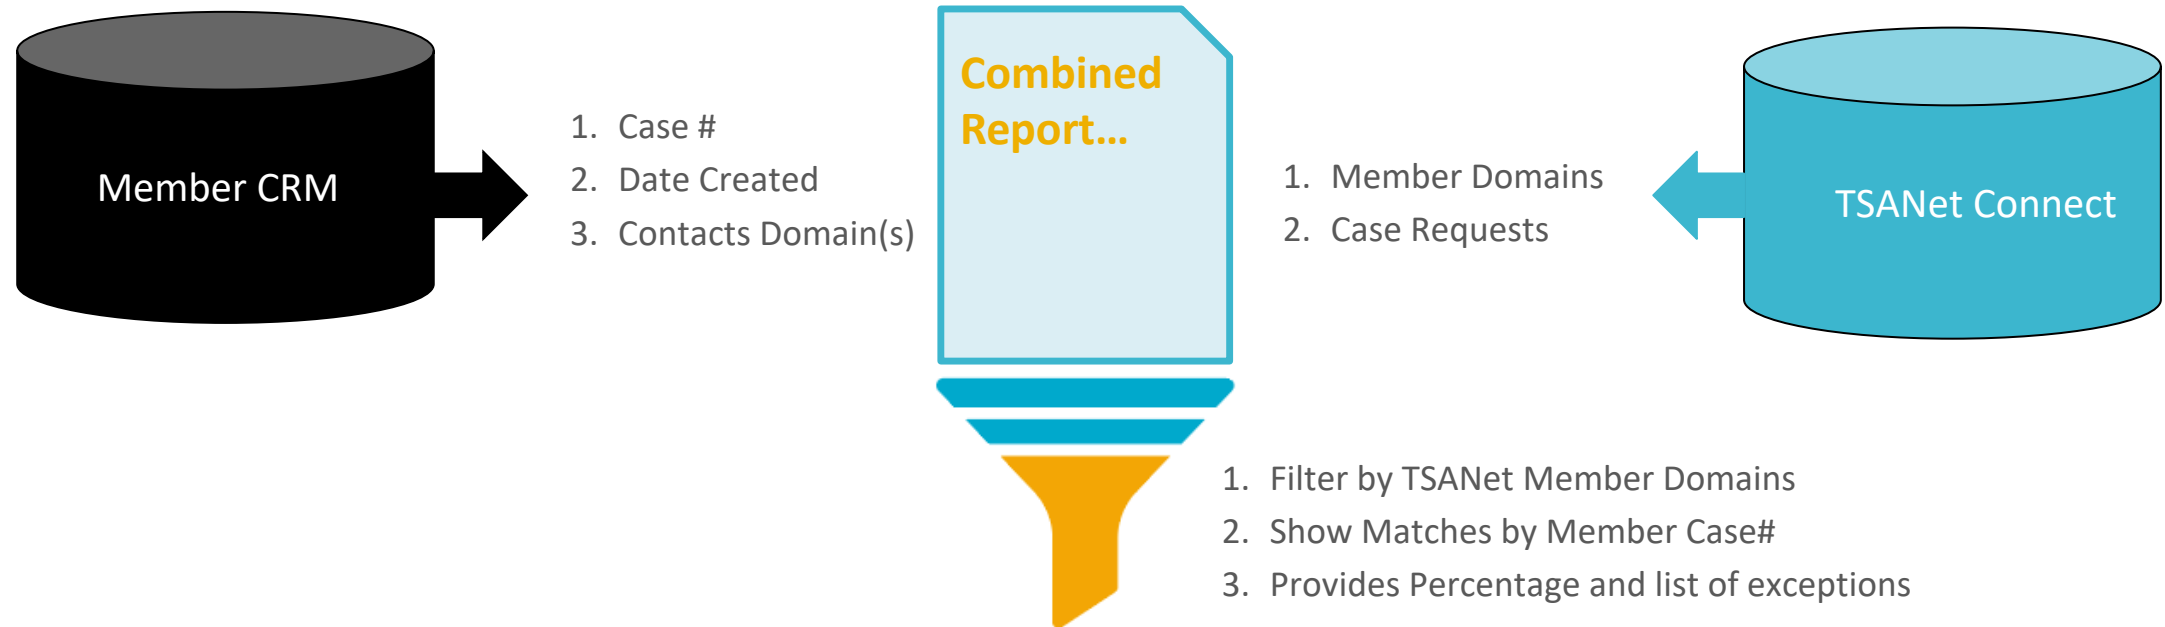 Member CRM
1. Case #
2. Date Created
3. Contacts Domain(s)
Combined
Report…
1. Member Domains
2. Case Requests
TSANet Connect
1. Filter by TSANet Member Domains
2. Show Matches by Member Case#
3. Provides Percentage and list of exceptions